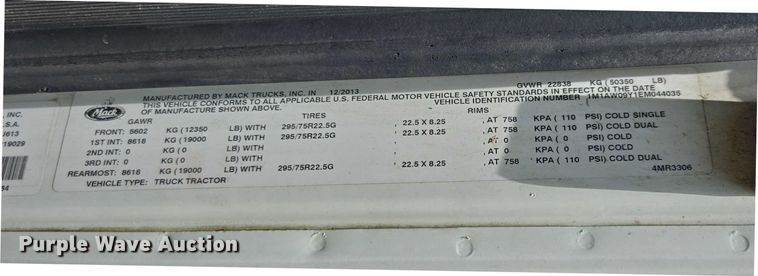 MANUFACTURED BY MACK TRUCKS, INC. IN 12/2013 GVWR 22838 KG (50350 LB)
THIS VEHICLE CONFORMS TO ALL APPLICABLE U.S. FEDERAL MOTOR VEHICLE SAFETY STANDARDS IN EFFECT ON THE DATE
OF MANUFACTURE SHOWN ABOVE. VEHICLE IDENTIFICATION NUMBER 1M1AW09Y1EM044035
Mack
GAWR TIRES RIMS
FRONT: 5602 KG (12350 LB) WITH 295/75R22.5G , 22.5 X 8.25 , AT 758 KPA ( 110 PSI) COLD SINGLE
1ST INT: 8618 KG (19000 LB) WITH 295/75R22.5G , 22.5 X 8.25 , AT 758 KPA ( 110 PSI) COLD DUAL
2ND INT: 0 KG (0 LB) WITH , , AT 0 KPA ( 0 PSI) COLD
3RD INT: 0 KG (0 LB) WITH , , AT 0 KPA ( 0 PSI) COLD
REARMOST: 8618 KG (19000 LB) WITH 295/75R22.5G , 22.5 X 8.25 , AT 758 KPA ( 110 PSI) COLD DUAL
VEHICLE TYPE: TRUCK TRACTOR 4MR3306
, INC.
S.A.
U613
19029
84
Purple Wave Auction